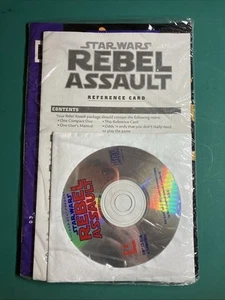 STAR WARS
REBEL
ASSAULT
REFERENCE CARD
CONTENTS
Your Rebel Assault package should contain the following items:
• One Compact Disc
• One User's Manual
• This Reference Card
STAR WARS
REBEL
ASSAULT